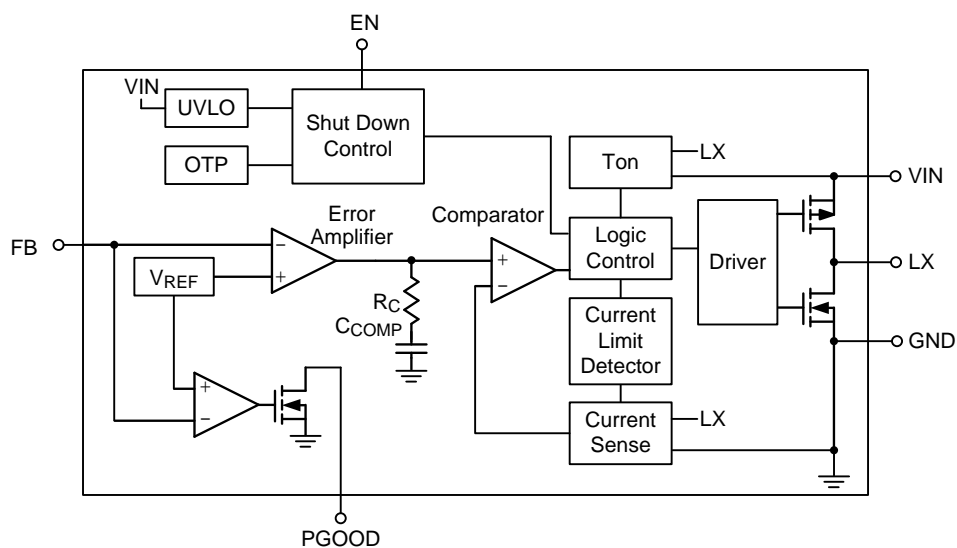 EN
VIN
UVLO
OTP
Shut Down
Control
Ton
LX
VIN
FB
Error
Amplifier
−
+
VREF
Comparator
+
−
Logic
Control
Driver
LX
RC
CCOMP
Current
Limit
Detector
GND
+
−
Current
Sense
LX
PGOOD